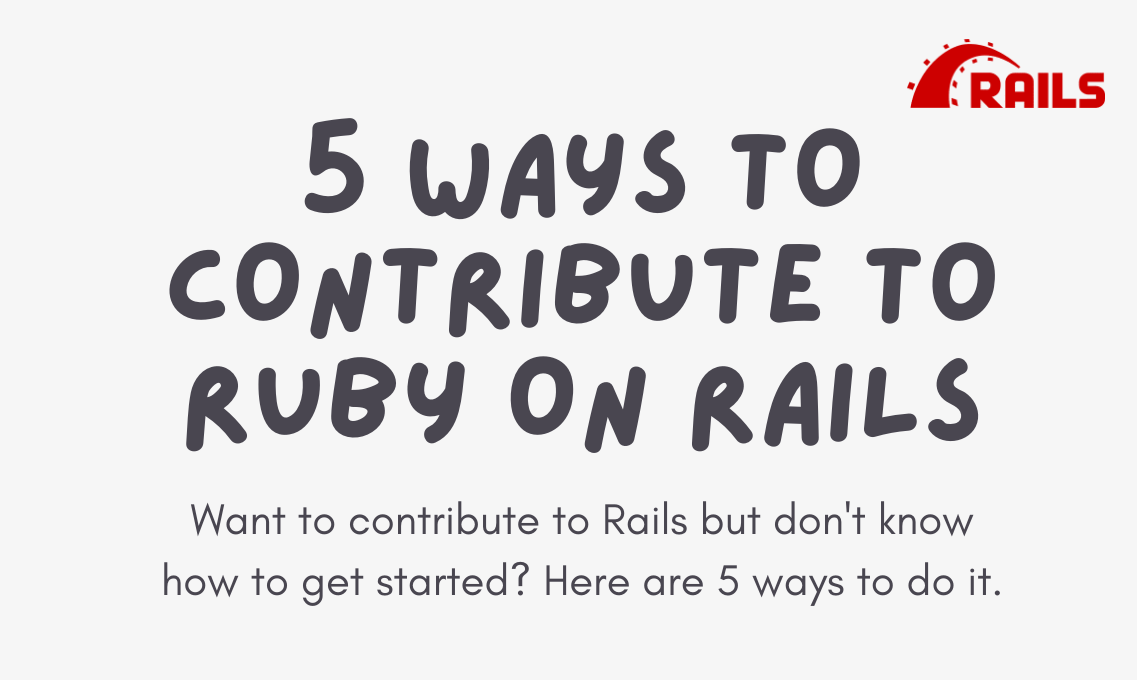 RAILS
5 WAYS TO
CONTRIBUTE TO
RUBY ON RAILS
Want to contribute to Rails but don't know
how to get started? Here are 5 ways to do it.